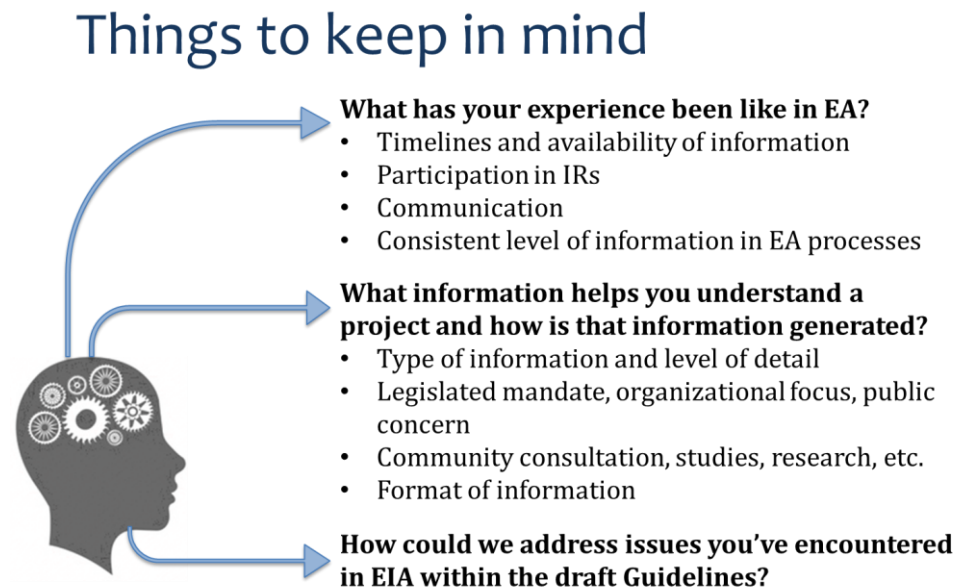 Things to keep in mind
What has your experience been like in EA?
• Timelines and availability of information
• Participation in IRs
• Communication
• Consistent level of information in EA processes
What information helps you understand a
project and how is that information generated?
• Type of information and level of detail
• Legislated mandate, organizational focus, public
concern
• Community consultation, studies, research, etc.
• Format of information
How could we address issues you’ve encountered
in EIA within the draft Guidelines?